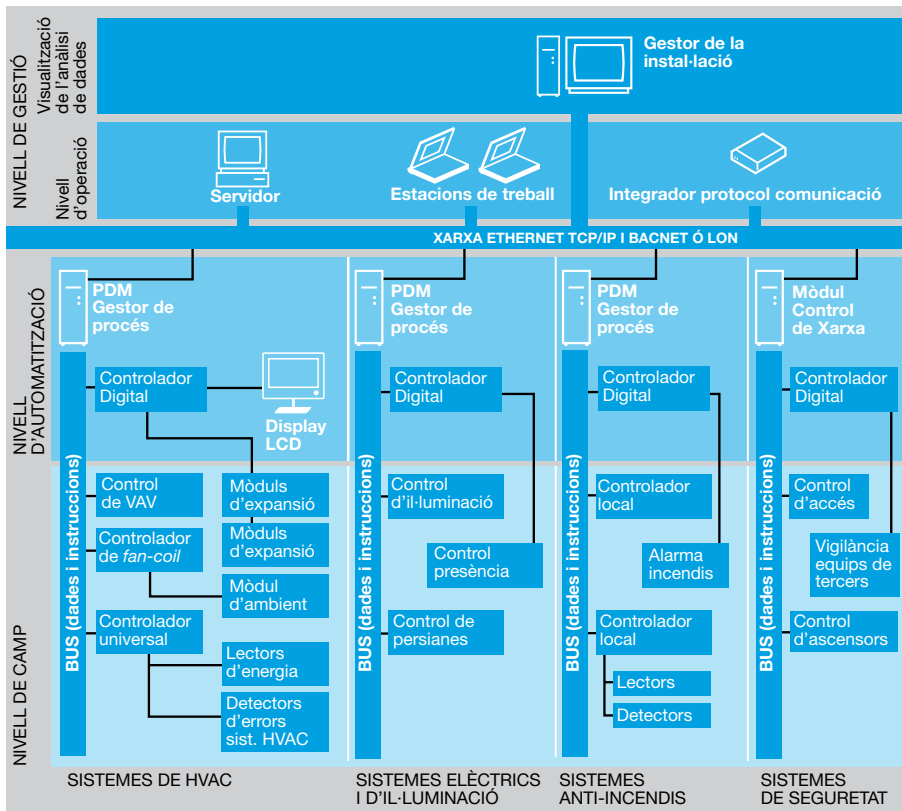 NIVELL DE GESTIÓ
Visualització
de l'anàlisi
de dades
Gestor de la
instal·lació
Nivell
d'operació
Servidor
Estacions de treball
Integrador protocol comunicació
XARXA ETHERNET TCP/IP I BACNET Ó LON
NIVELL
D'AUTOMATITZACIÓ
PDM
Gestor de
procés
PDM
Gestor de
procés
PDM
Gestor de
procés
Mòdul
Control
de Xarxa
BUS (dades i instruccions)
Controlador
Digital
Display
LCD
BUS (dades i instruccions)
Controlador
Digital
BUS (dades i instruccions)
Controlador
Digital
BUS (dades i instruccions)
Controlador
Digital
NIVELL DE CAMP
Control
de VAV
Mòduls
d'expansió
Controlador
de fan-coil
Mòduls
d'expansió
Mòdul
d'ambient
Controlador
universal
Lectors
d'energia
Detectors
d'errors
sist. HVAC
Control
d'il·luminació
Control
presència
Control de
persianes
Controlador
local
Alarma
incendis
Controlador
local
Lectors
Detectors
Control
d'accés
Vigilància
equips de
tercers
Control
d'ascensors
SISTEMES DE HVAC
SISTEMES ELÈCTRICS
I D'IL·LUMINACIÓ
SISTEMES
ANTI-INCENDIS
SISTEMES
DE SEGURETAT